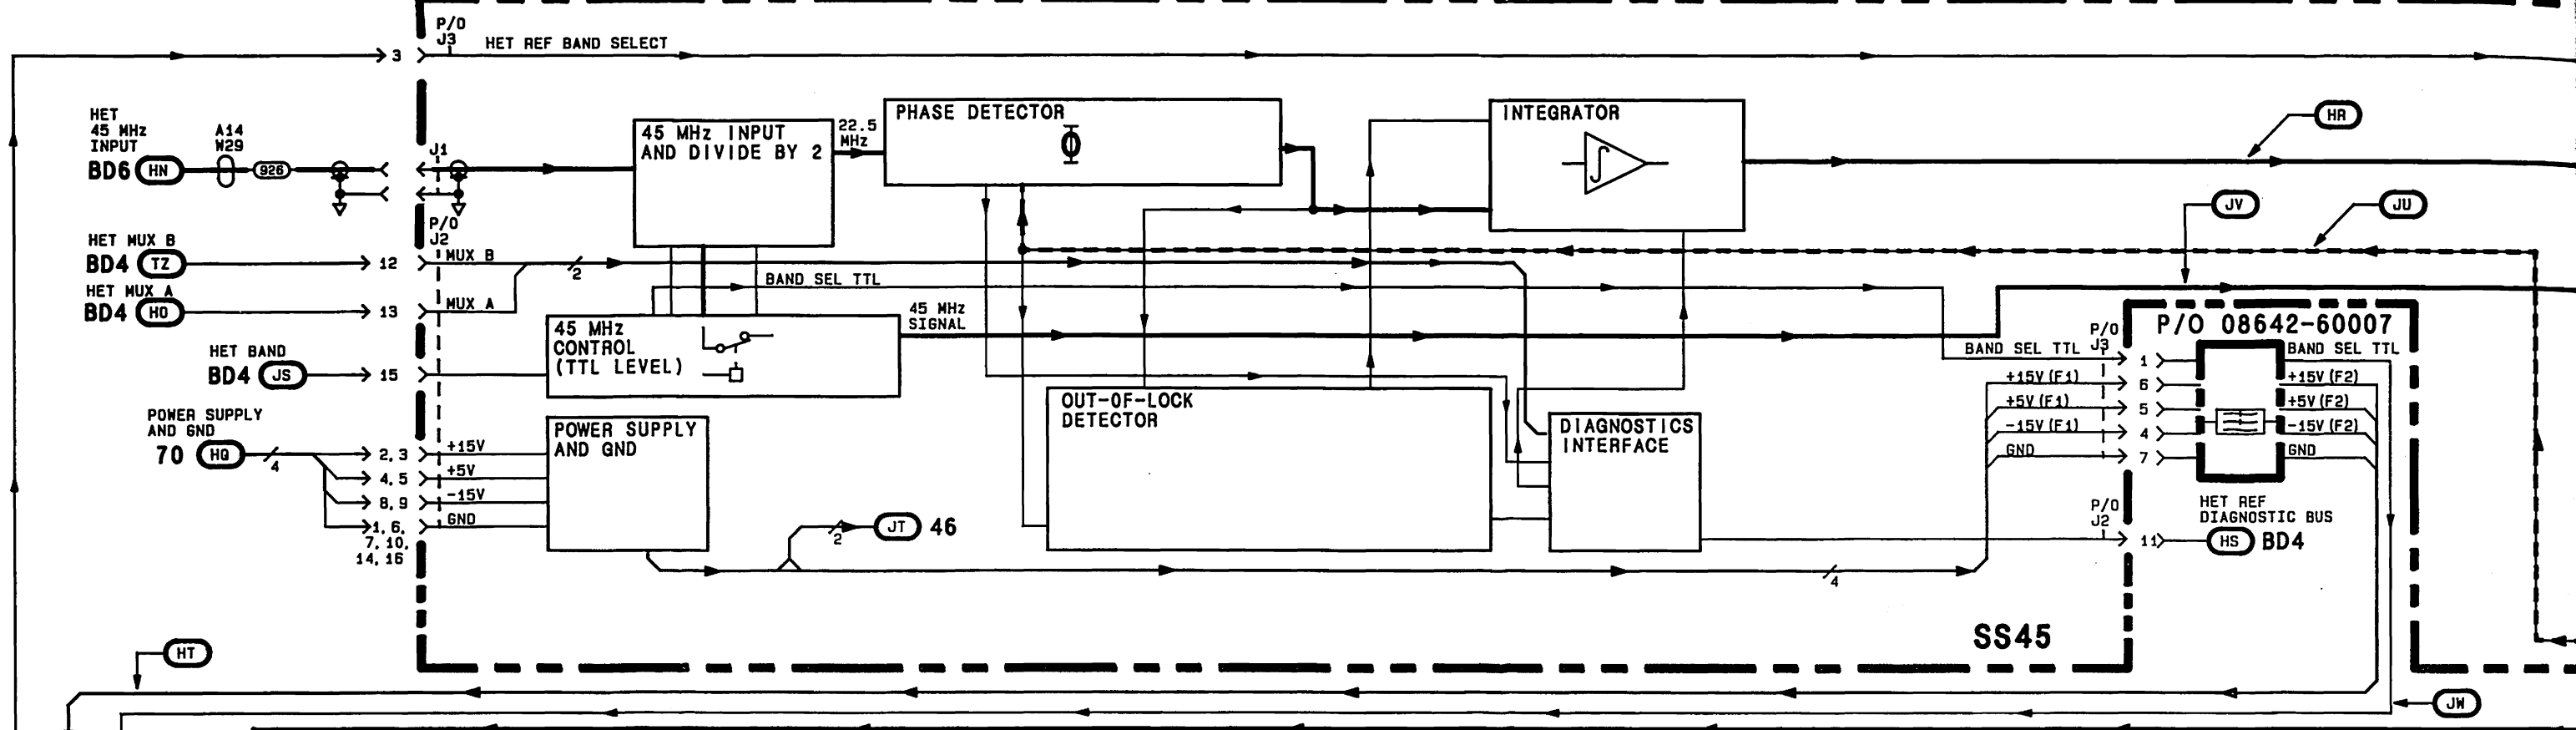 P/O
J3
HET REF BAND SELECT
3
HET
45 MHz
INPUT
BD6 HN
A14
W29
926
J1
45 MHz INPUT
AND DIVIDE BY 2
22.5
MHz
PHASE DETECTOR
Φ
INTEGRATOR
∫
HR
JV
JU
P/O
J2
HET MUX B
BD4 TZ
12
MUX B
2
HET MUX A
BD4 HO
13
MUX A
BAND SEL TTL
45 MHz
SIGNAL
45 MHz
CONTROL
(TTL LEVEL)
HET BAND
BD4 JS
15
POWER SUPPLY
AND GND
70 HQ
4
2, 3
+15V
4, 5
+5V
8, 9
-15V
1, 6,
7, 10,
14, 16
GND
POWER SUPPLY
AND GND
2
JT 46
OUT-OF-LOCK
DETECTOR
DIAGNOSTICS
INTERFACE
4
P/O 08642-60007
P/O
J3
BAND SEL TTL
1
BAND SEL TTL
+15V (F1)
6
+15V (F2)
+5V (F1)
5
+5V (F2)
-15V (F1)
4
-15V (F2)
GND
7
GND
P/O
J2
11
HET REF
DIAGNOSTIC BUS
HS BD4
SS45
HT
JW